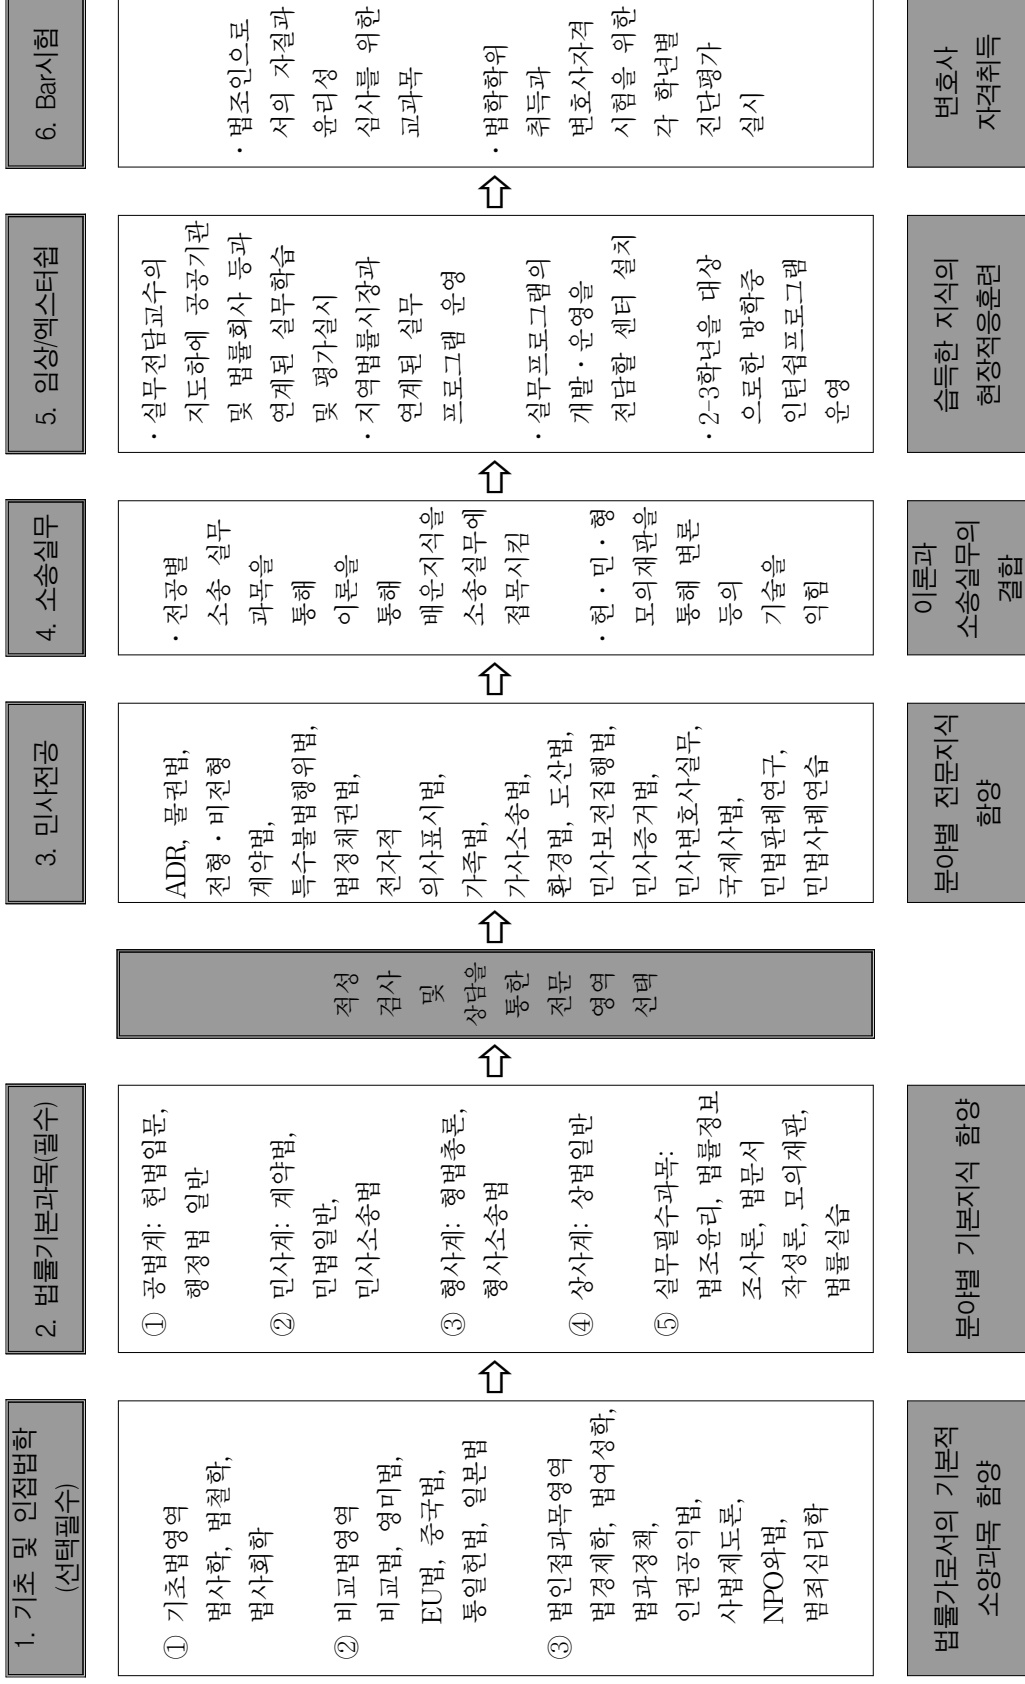 1. 기초 및 인접법학
(선택필수)
① 기초법영역
법사학, 법철학,
법사회학
② 비교법영역
비교법, 영미법,
EU법, 중국법,
통일헌법, 일본법
③ 법인접과목영역
법경제학, 법여성학,
법과정책,
인권공익법,
사법제도론,
NPO와법,
범죄심리학
법률가로서의 기본적
소양과목 함양
2. 법률기본과목(필수)
① 공법계: 헌법입문,
행정법 일반
② 민사계: 계약법,
민법일반,
민사소송법
③ 형사계: 형법총론,
형사소송법
④ 상사계: 상법일반
⑤ 실무필수과목:
법조윤리, 법률정보
조사론, 법문서
작성론, 모의재판,
법률실습
분야별 기본지식 함양
적성
검사
및
상담을
통한
전문
영역
선택
3. 민사전공
ADR, 물권법,
전형・비전형
계약법,
특수불법행위법,
법정채권법,
전자적
의사표시법,
가족법,
가사소송법,
환경법, 도산법,
민사보전집행법,
민사증거법,
민사변호사실무,
국제사법,
민법판례연구,
민법사례연습
분야별 전문지식
함양
4. 소송실무
・전공별
소송 실무
과목을
통해
이론을
통해
배운지식을
소송실무에
접목시킴
・헌・민・형
모의재판을
통해 변론
등의
기술을
익힘
이론과
소송실무의
결합
5. 임상/엑스터쉽
・실무전담교수의
지도하에 공공기관
및 법률회사 등과
연계된 실무학습
및 평가실시
・지역법률시장과
연계된 실무
프로그램 운영
・실무프로그램의
개발・운영을
전담할 센터 설치
・2-3학년을 대상
으로한 방학중
인턴쉽프로그램
운영
습득한 지식의
현장적응훈련
6. Bar시험
・법조인으로
서의 자질과
윤리성
심사를 위한
교과목
・법학학위
취득과
변호사자격
시험을 위한
각 학년별
진단평가
실시
변호사
자격취득